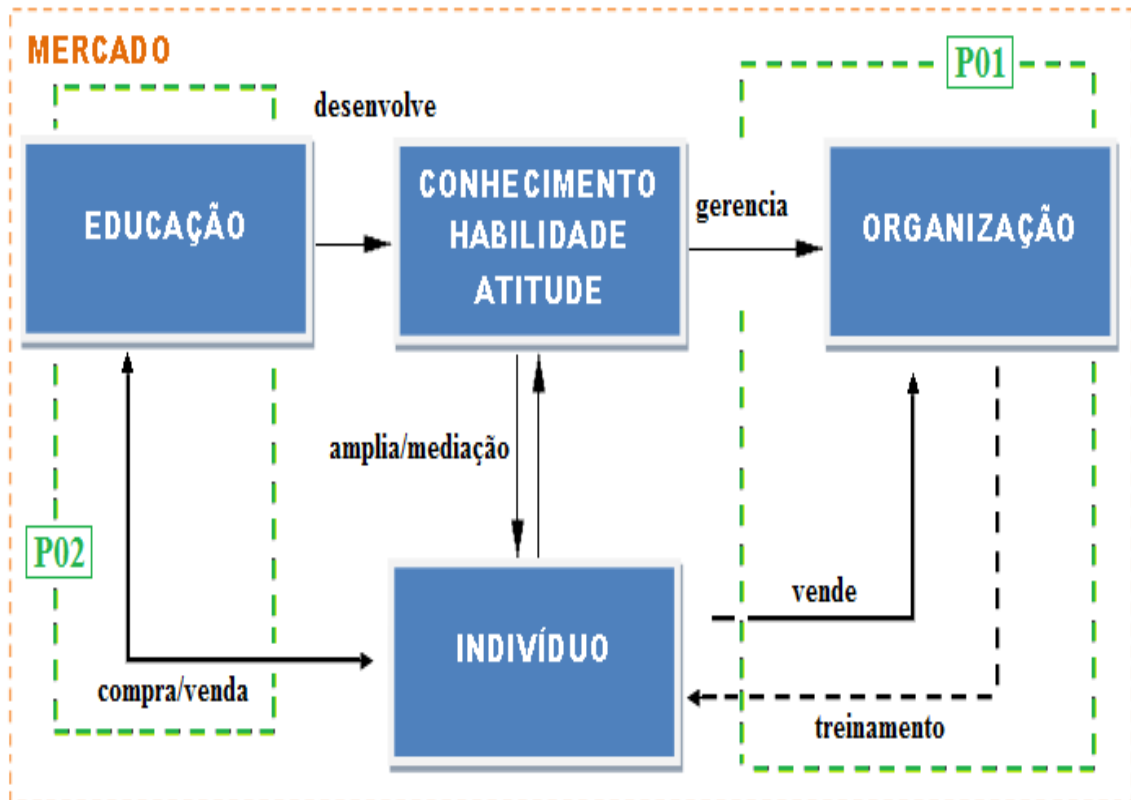 MERCADO
P01
desenvolve
EDUCAÇÃO
CONHECIMENTO
HABILIDADE
ATITUDE
gerencia
ORGANIZAÇÃO
amplia/mediação
P02
INDIVÍDUO
vende
compra/venda
treinamento